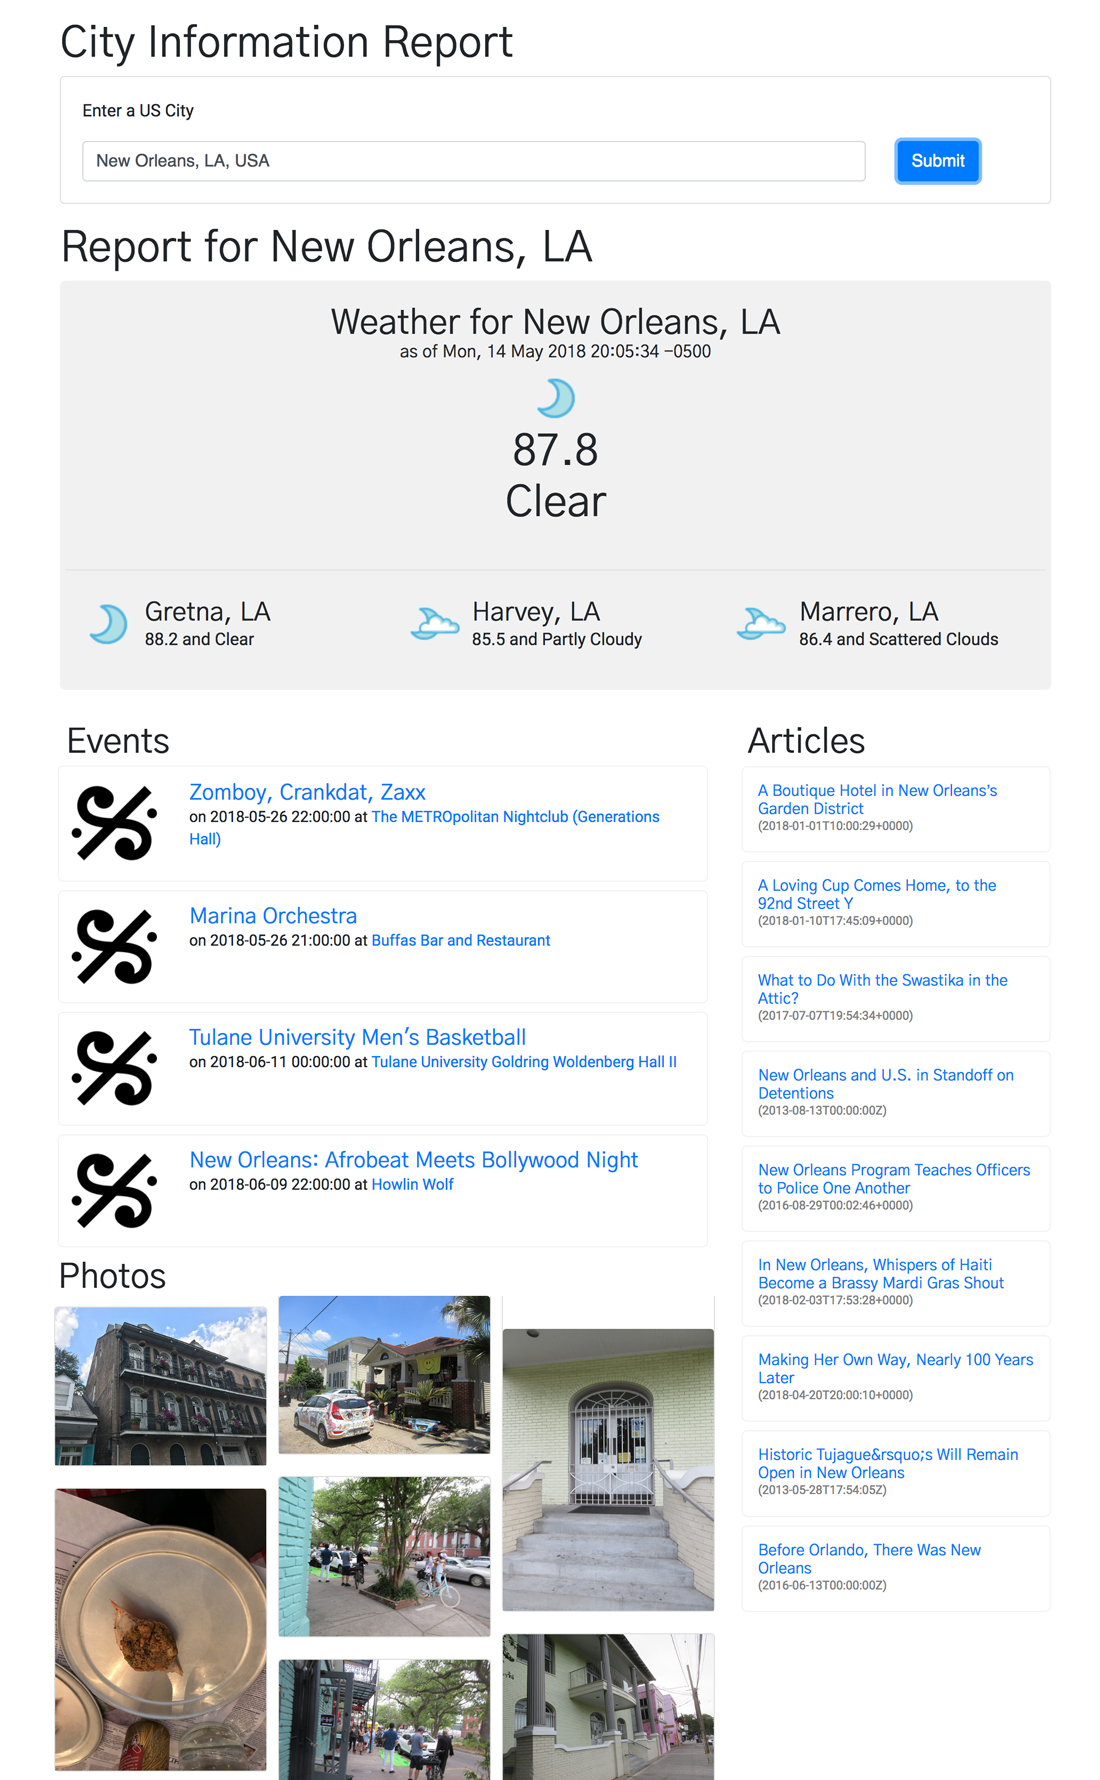 City Information Report
Enter a US City
New Orleans, LA, USA
Submit
Report for New Orleans, LA
Weather for New Orleans, LA
as of Mon, 14 May 2018 20:05:34 -0500
87.8
Clear
Gretna, LA
88.2 and Clear
Harvey, LA
85.5 and Partly Cloudy
Marrero, LA
86.4 and Scattered Clouds
Events
Zomboy, Crankdat, Zaxx
on 2018-05-26 22:00:00 at The METROpolitan Nightclub (Generations
Hall)
Marina Orchestra
on 2018-05-26 21:00:00 at Buffas Bar and Restaurant
Tulane University Men's Basketball
on 2018-06-11 00:00:00 at Tulane University Goldring Woldenberg Hall II
New Orleans: Afrobeat Meets Bollywood Night
on 2018-06-09 22:00:00 at Howlin Wolf
Photos
Articles
A Boutique Hotel in New Orleans's
Garden District
(2018-01-01T10:00:29+0000)
A Loving Cup Comes Home, to the
92nd Street Y
(2018-01-10T17:45:09+0000)
What to Do With the Swastika in the
Attic?
(2017-07-07T19:54:34+0000)
New Orleans and U.S. in Standoff on
Detentions
(2013-08-13T00:00:00Z)
New Orleans Program Teaches Officers
to Police One Another
(2016-08-29T00:02:46+0000)
In New Orleans, Whispers of Haiti
Become a Brassy Mardi Gras Shout
(2018-02-03T17:53:28+0000)
Making Her Own Way, Nearly 100 Years
Later
(2018-04-20T20:00:10+0000)
Historic Tujague&rsquo;s Will Remain
Open in New Orleans
(2013-05-28T17:54:05Z)
Before Orlando, There Was New
Orleans
(2016-06-13T00:00:00Z)